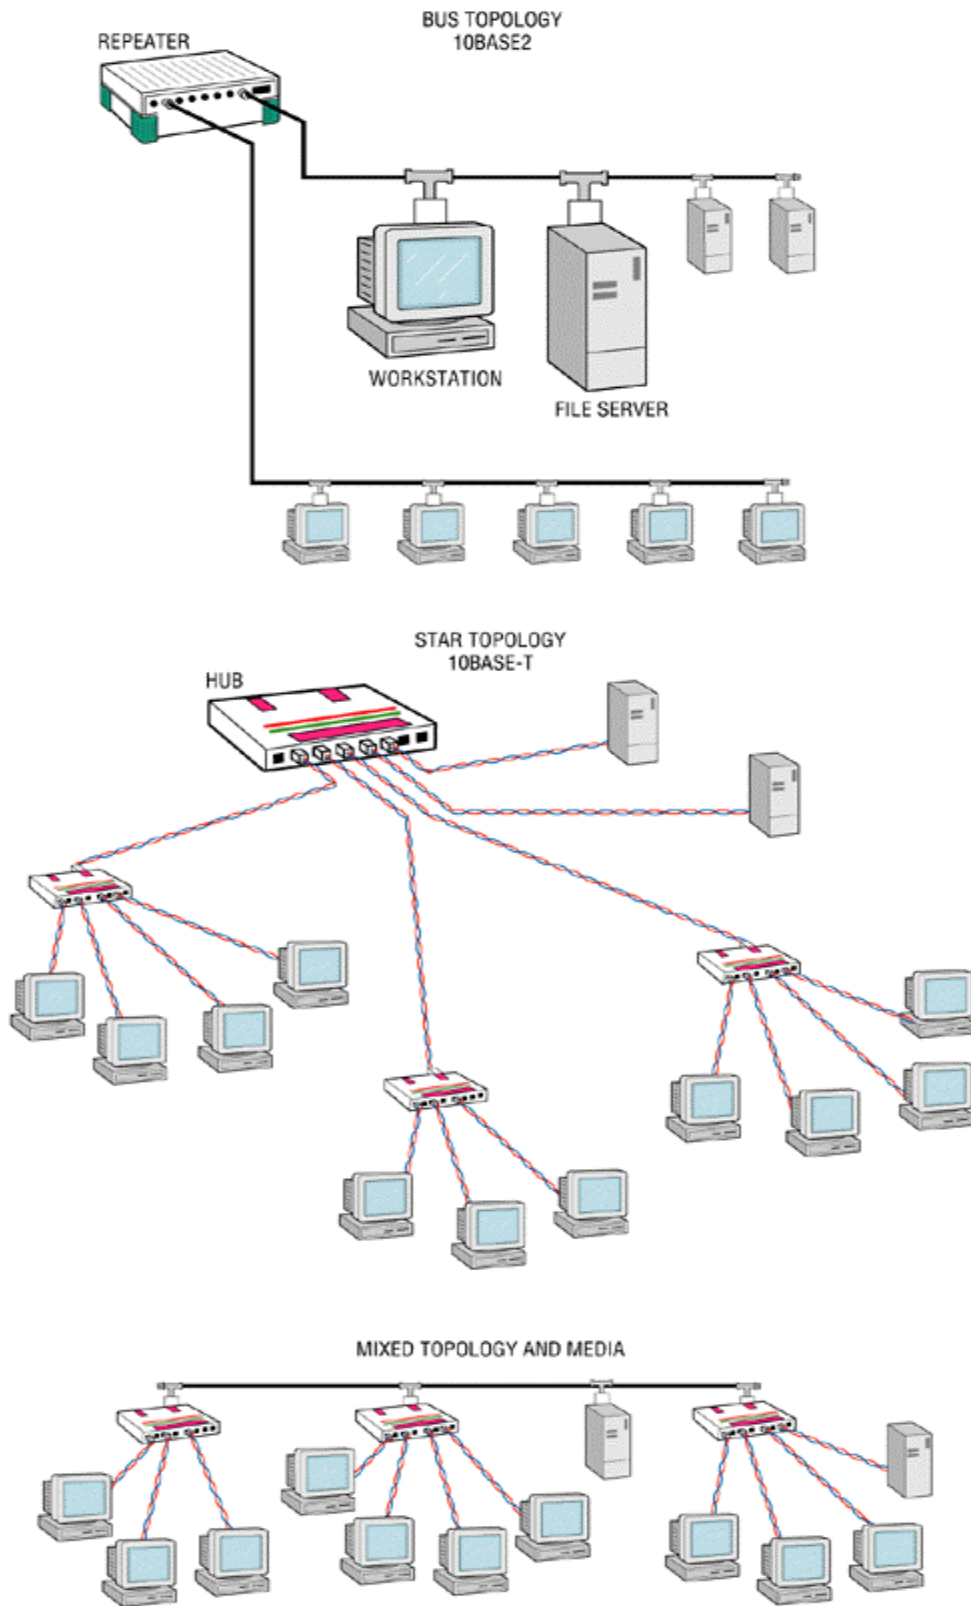 BUS TOPOLOGY
10BASE2
REPEATER
WORKSTATION
FILE SERVER
STAR TOPOLOGY
10BASE-T
HUB
MIXED TOPOLOGY AND MEDIA